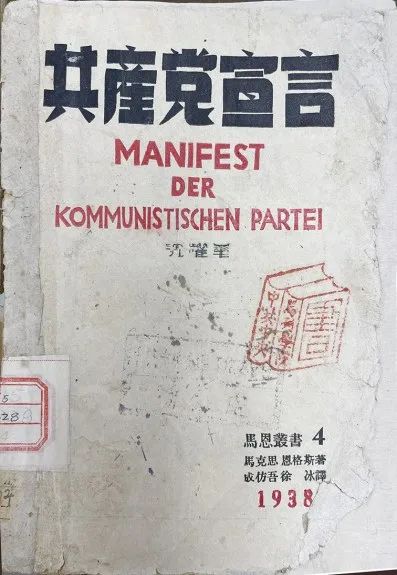 共產党宣言
MANIFEST
DER
KOMMUNISTISCHEN PARTEI
馬恩叢書 4
馬克思 恩格斯著
成仿吾 徐 冰譯
1938